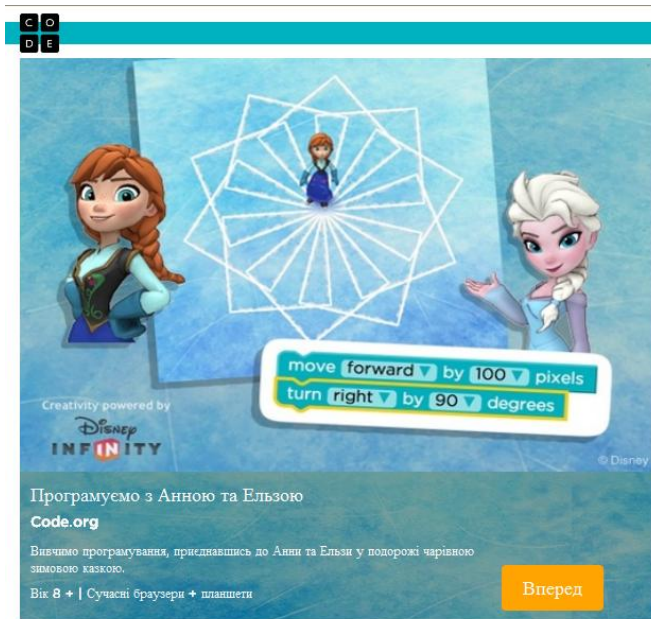 C O
D E
move forward by 100 pixels
turn right by 90 degrees
Creativity powered by
Disney
INFINITY
© Disney
Програмуємо з Анною та Ельзою
Code.org
Вивчимо програмування, приєднавшись до Анни та Ельзи у подорожі чарівною
зимовою казкою.
Вік 8 + | Сучасні браузери + планшети
Вперед